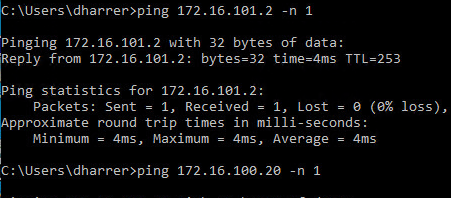 C:\Users\dharrer>ping 172.16.101.2 -n 1
Pinging 172.16.101.2 with 32 bytes of data:
Reply from 172.16.101.2: bytes=32 time=4ms TTL=253
Ping statistics for 172.16.101.2:
Packets: Sent = 1, Received = 1, Lost = 0 (0% loss),
Approximate round trip times in milli-seconds:
Minimum = 4ms, Maximum = 4ms, Average = 4ms
C:\Users\dharrer>ping 172.16.100.20 -n 1